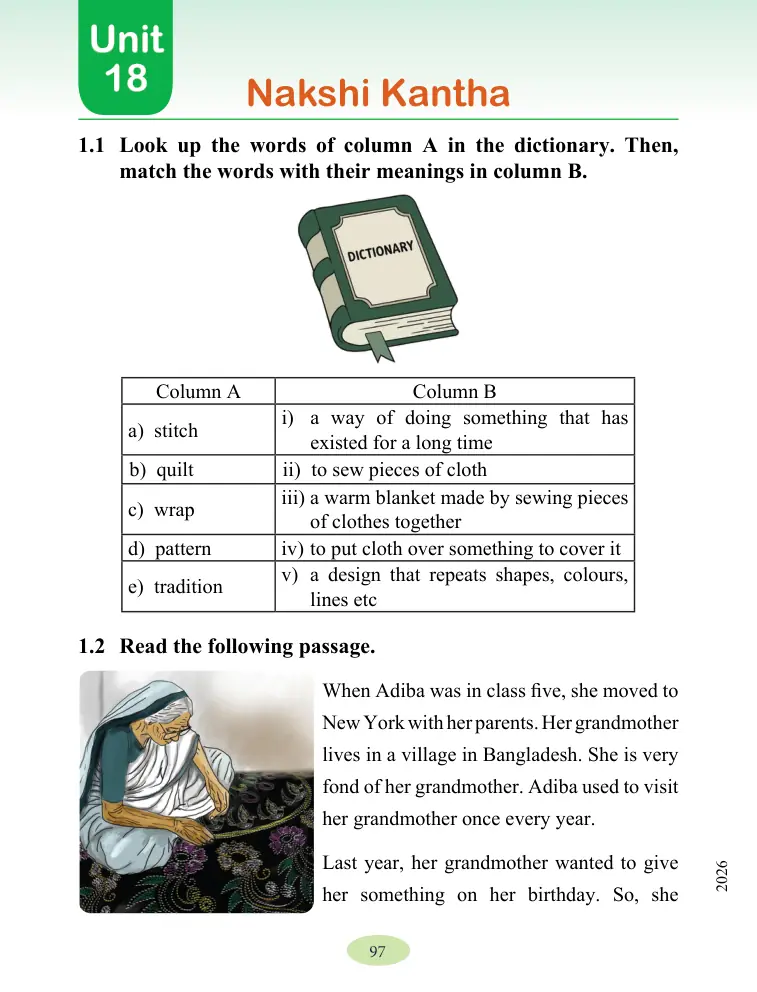 Unit
18
Nakshi Kantha
1.1 Look up the words of column A in the dictionary. Then,
match the words with their meanings in column B.
DICTIONARY
Column A Column B
a) stitch i) a way of doing something that has
existed for a long time
b) quilt ii) to sew pieces of cloth
c) wrap iii) a warm blanket made by sewing pieces
of clothes together
d) pattern iv) to put cloth over something to cover it
e) tradition v) a design that repeats shapes, colours,
lines etc
1.2 Read the following passage.
When Adiba was in class five, she moved to
New York with her parents. Her grandmother
lives in a village in Bangladesh. She is very
fond of her grandmother. Adiba used to visit
her grandmother once every year.
Last year, her grandmother wanted to give
her something on her birthday. So, she
2026
97